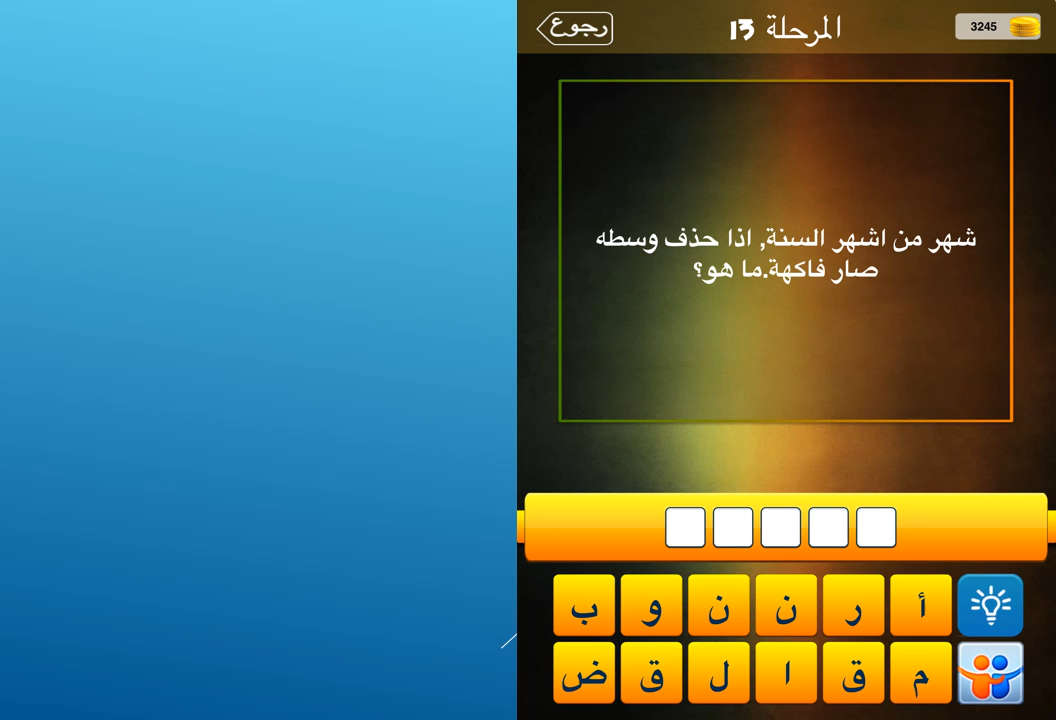 رجوع
المرحلة 13
3245
شهر من اشهر السنة, اذا حذف وسطه
صار فاكهة.ما هو؟
أ ر ن ن و ب
م ق ا ل ق ض